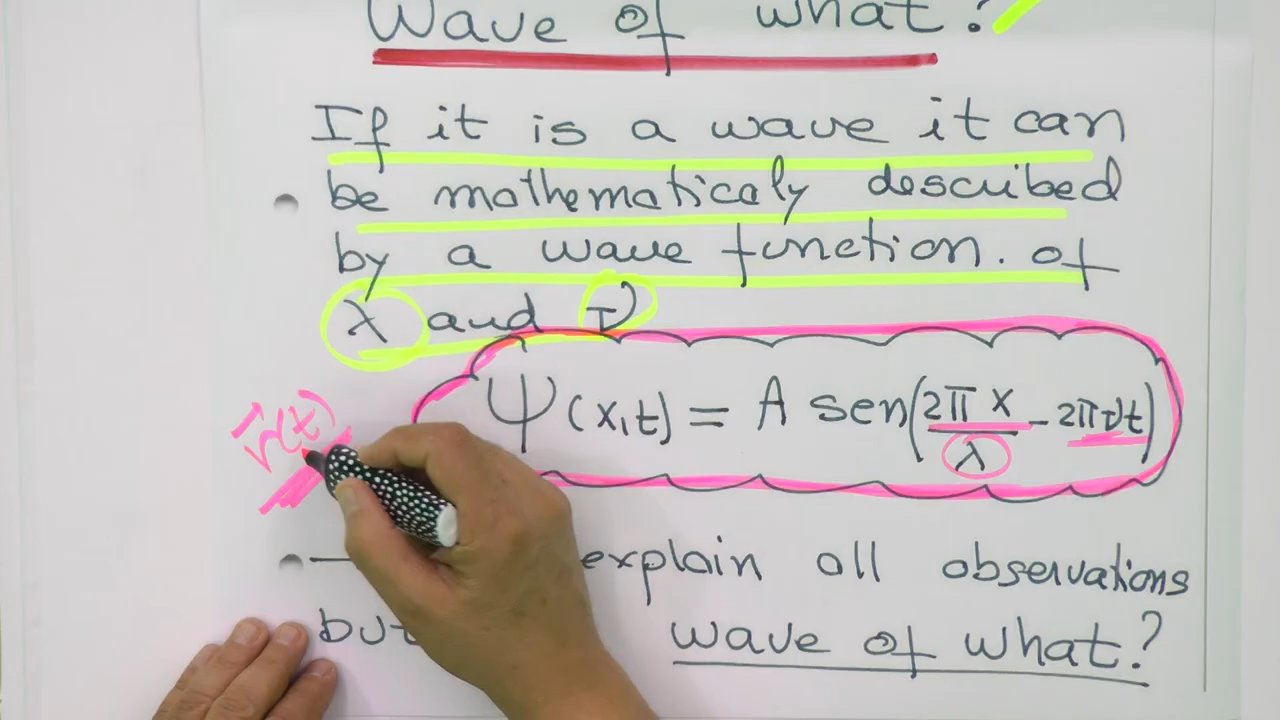 Wave of what?
If it is a wave it can
be mathematicaly described
by a wave function. of
λ and ν
Ψ(x,t) = A sen(2π x/λ - 2πνt)
r⃗(t)
explain all observations
but wave of what?